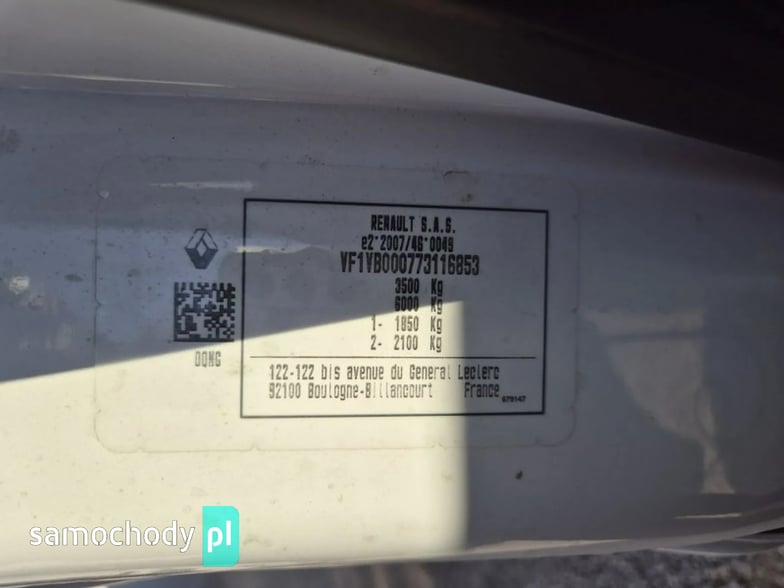 RENAULT S.A.S.
e2*2007/46*0049
VF1VB000773116853
3500 Kg
6000 Kg
1- 1850 Kg
2- 2100 Kg
DQNG
122-122 bis avenue du General Leclerc
92100 Boulogne-Billancourt France
679147
samochody pl